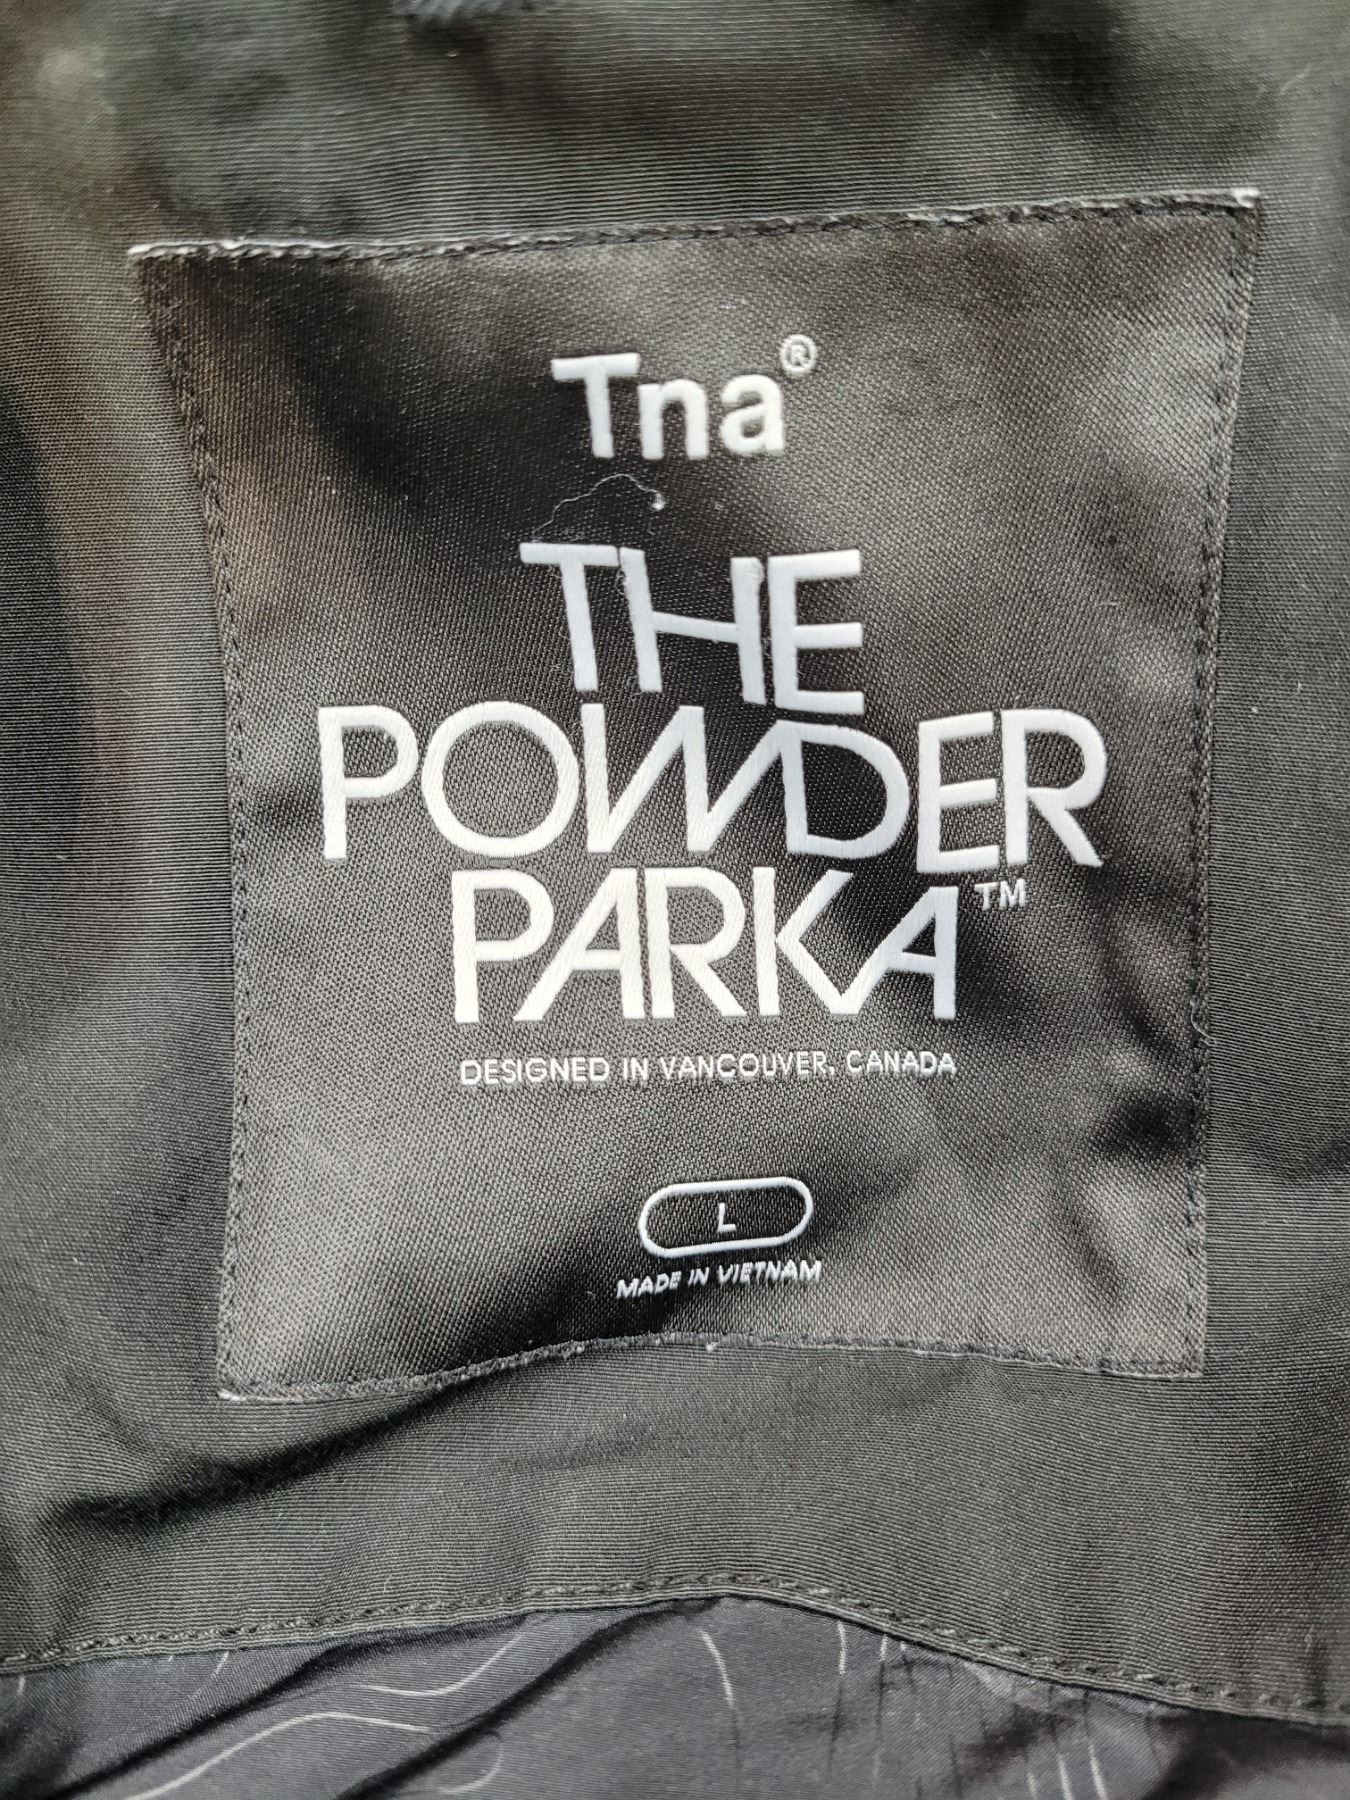 Tna®
THE
POWDER
PARKA™
DESIGNED IN VANCOUVER, CANADA
L
MADE IN VIETNAM